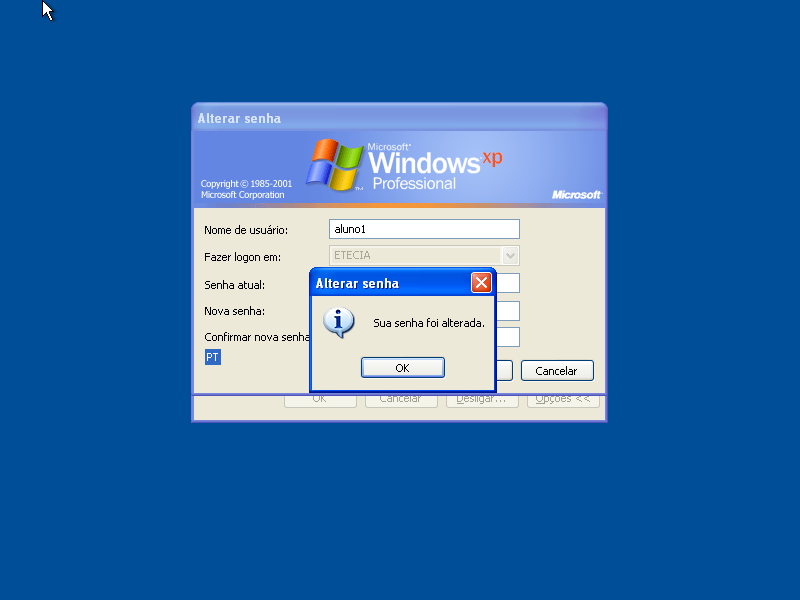 Alterar senha
Microsoft®
Windows xp
Professional
TM
Copyright © 1985-2001
Microsoft Corporation
Microsoft
Nome de usuário:
aluno1
Fazer logon em:
ETECIA
Senha atual:
Nova senha:
Confirmar nova senha
PT
Alterar senha
Sua senha foi alterada.
OK
Cancelar
OK
Cancelar
Desligar...
Opções <<